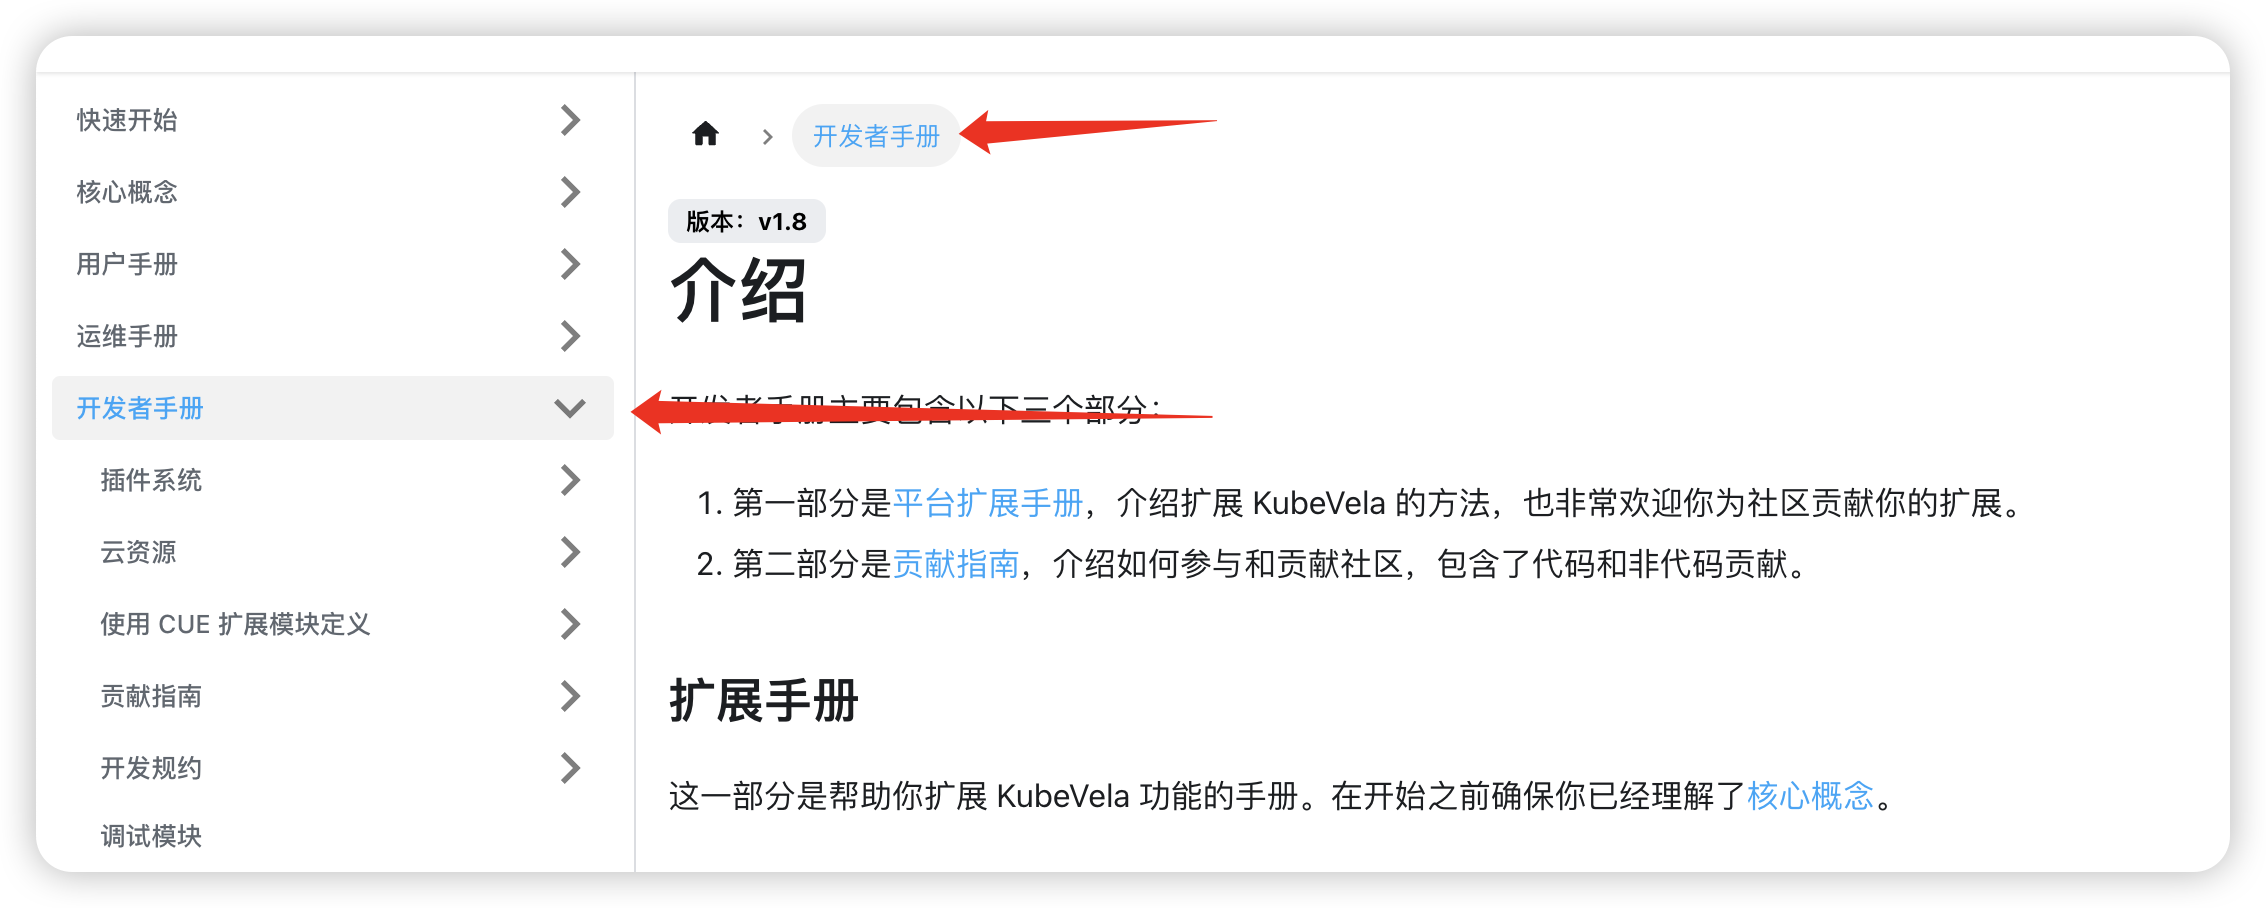 快速开始
核心概念
用户手册
运维手册
开发者手册
插件系统
云资源
使用 CUE 扩展模块定义
贡献指南
开发规约
调试模块
开发者手册
版本：v1.8
介绍
开发者手册主要包含以下三个部分：
1. 第一部分是平台扩展手册，介绍扩展 KubeVela 的方法，也非常欢迎你为社区贡献你的扩展。
2. 第二部分是贡献指南，介绍如何参与和贡献社区，包含了代码和非代码贡献。
扩展手册
这一部分是帮助你扩展 KubeVela 功能的手册。在开始之前确保你已经理解了核心概念。